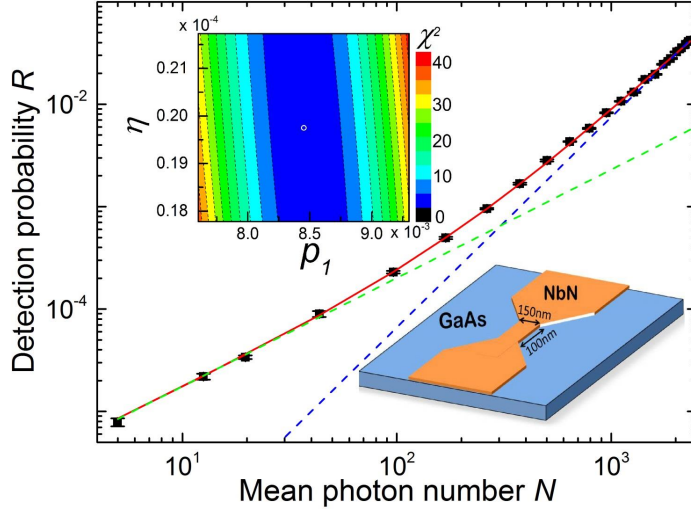 Detection probability R
10⁻²
10⁻⁴
10¹ 10² 10³
Mean photon number N
x 10⁻⁴
0.21
0.20
0.19
0.18
η
8.0 8.5 9.0 x 10⁻³
p₁
χ²
40
30
20
10
0
NbN
GaAs
150nm
100nm